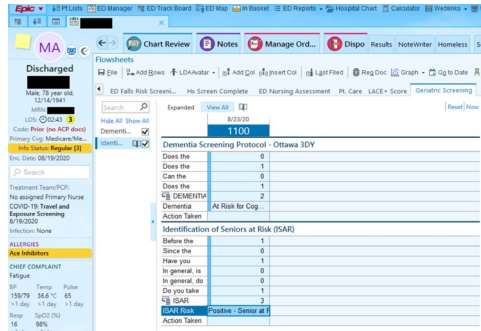 Epic
Pt Lists
ED Manager
ED Track Board
ED Map
In Basket
ED Reports
Hospital Chart
Calculator
Weblinks
MA
Chart Review
Notes
Manage Ord...
Dispo
Results
NoteWriter
Homeless
Flowsheets
File
Add Rows
LDAAvatar
Add Col
Insert Col
Last Filed
Reg Doc
Graph
Go to Date
ED Falls Risk Screeni...
Hx Screen Complete
ED Nursing Assessment
Pt. Care
LACE+ Score
Geriatric Screening
Discharged
Male, 78 year old,
12/14/1941
MRN:
LOS: 02:43 3
Code: Prior (no ACP docs)
Primary Cvg: Medicare/Me...
Info Status: Regular [3]
Enc. Date: 08/19/2020
Search
Treatment Team/PCP:
No assigned Primary Nurse
COVID-19: Travel and
Exposure Screening
8/19/2020
Infection: None
ALLERGIES
Ace Inhibitors
CHIEF COMPLAINT
Fatigue
BP Temp Pulse
159/79 36.6 °C 65
>1 day >1 day >1 day
Resp SpO2 (%)
16 98%
Search
Hide All Show All
Dementi...
Identi...
Expanded View All
Reset Now
8/23/20
1100
Dementia Screening Protocol - Ottawa 3DY
Does the 0
Does the 1
Can the 0
Does the 1
DEMENTIA 2
Dementia At Risk for Cog...
Action Taken
Identification of Seniors at Risk (ISAR)
Before the 1
Since the 0
Have you 1
In general, is 0
In general, do 0
Do you take 1
ISAR 3
ISAR Risk Positive - Senior at R
Action Taken